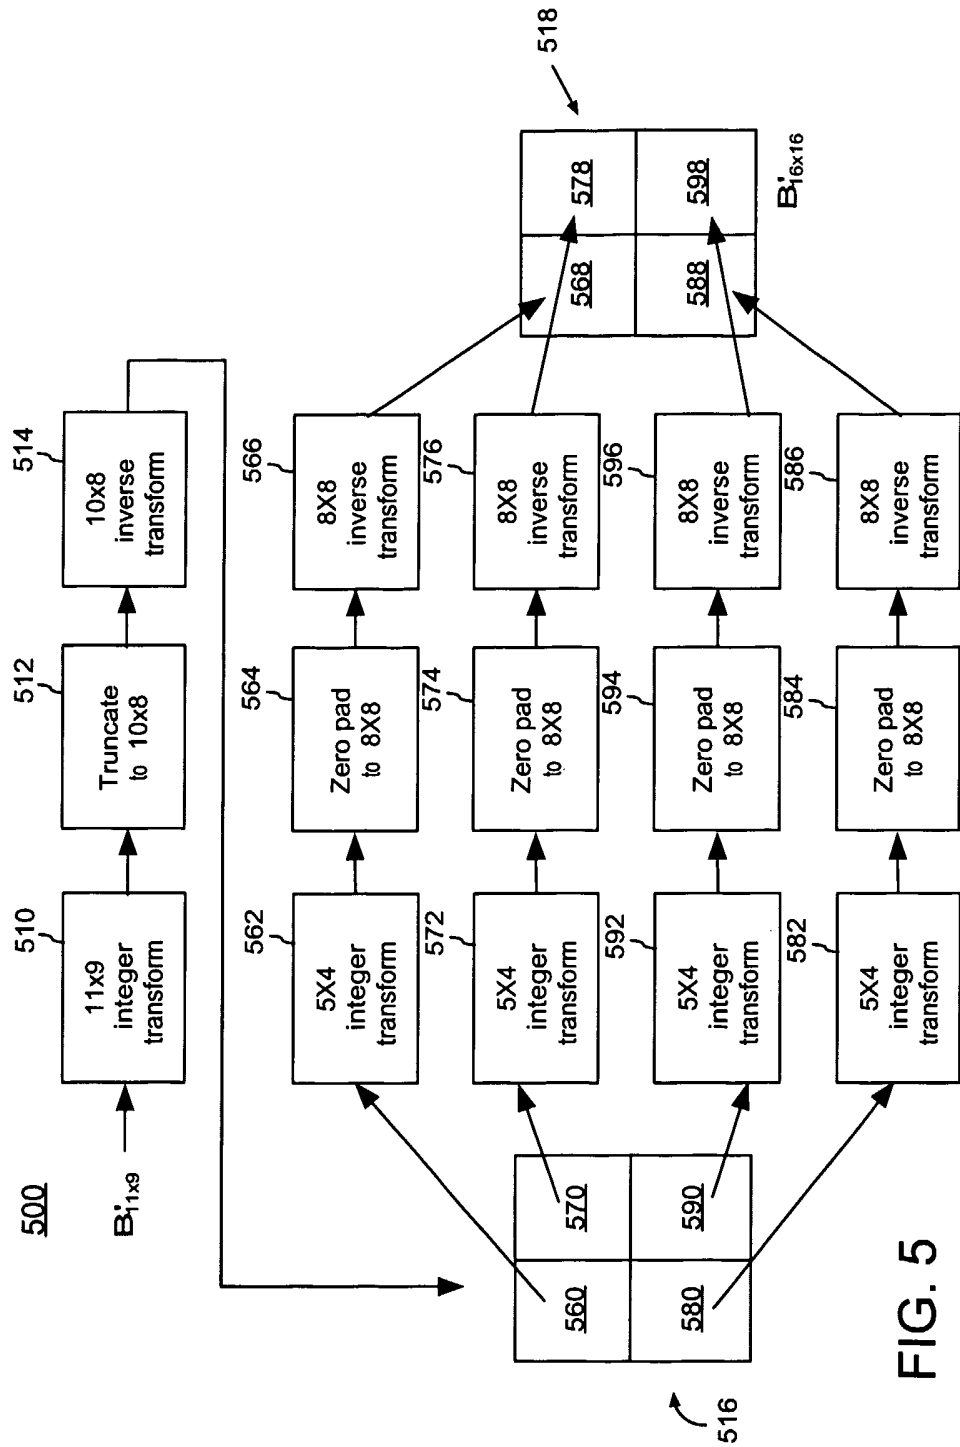 500
510
512
514
B'11x9
11x9
integer
transform
Truncate
to 10x8
10x8
inverse
transform
562
564
566
5X4
integer
transform
Zero pad
to 8X8
8X8
inverse
transform
572
574
576
5X4
integer
transform
Zero pad
to 8X8
8X8
inverse
transform
592
594
596
5X4
integer
transform
Zero pad
to 8X8
8X8
inverse
transform
582
584
586
5X4
integer
transform
Zero pad
to 8X8
8X8
inverse
transform
516
560
570
580
590
518
568
578
588
598
B'16x16
FIG. 5